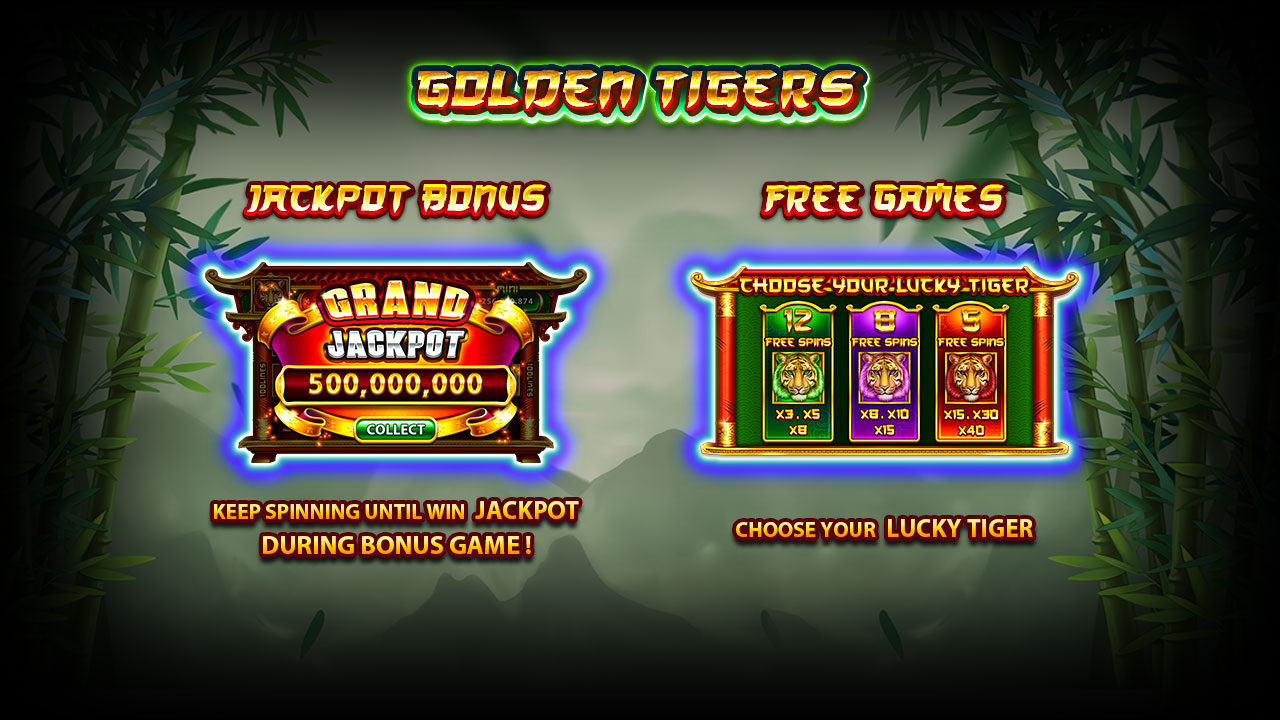 GOLDEN TIGERS
JACKPOT BONUS
GRAND
JACKPOT
500,000,000
COLLECT
MINI
KEEP SPINNING UNTIL WIN JACKPOT
DURING BONUS GAME !
FREE GAMES
CHOOSE YOUR LUCKY TIGER
12
FREE SPINS
X3 , X5
X8
8
FREE SPINS
X8 , X10
X15
5
FREE SPINS
X15 , X30
X40
CHOOSE YOUR LUCKY TIGER